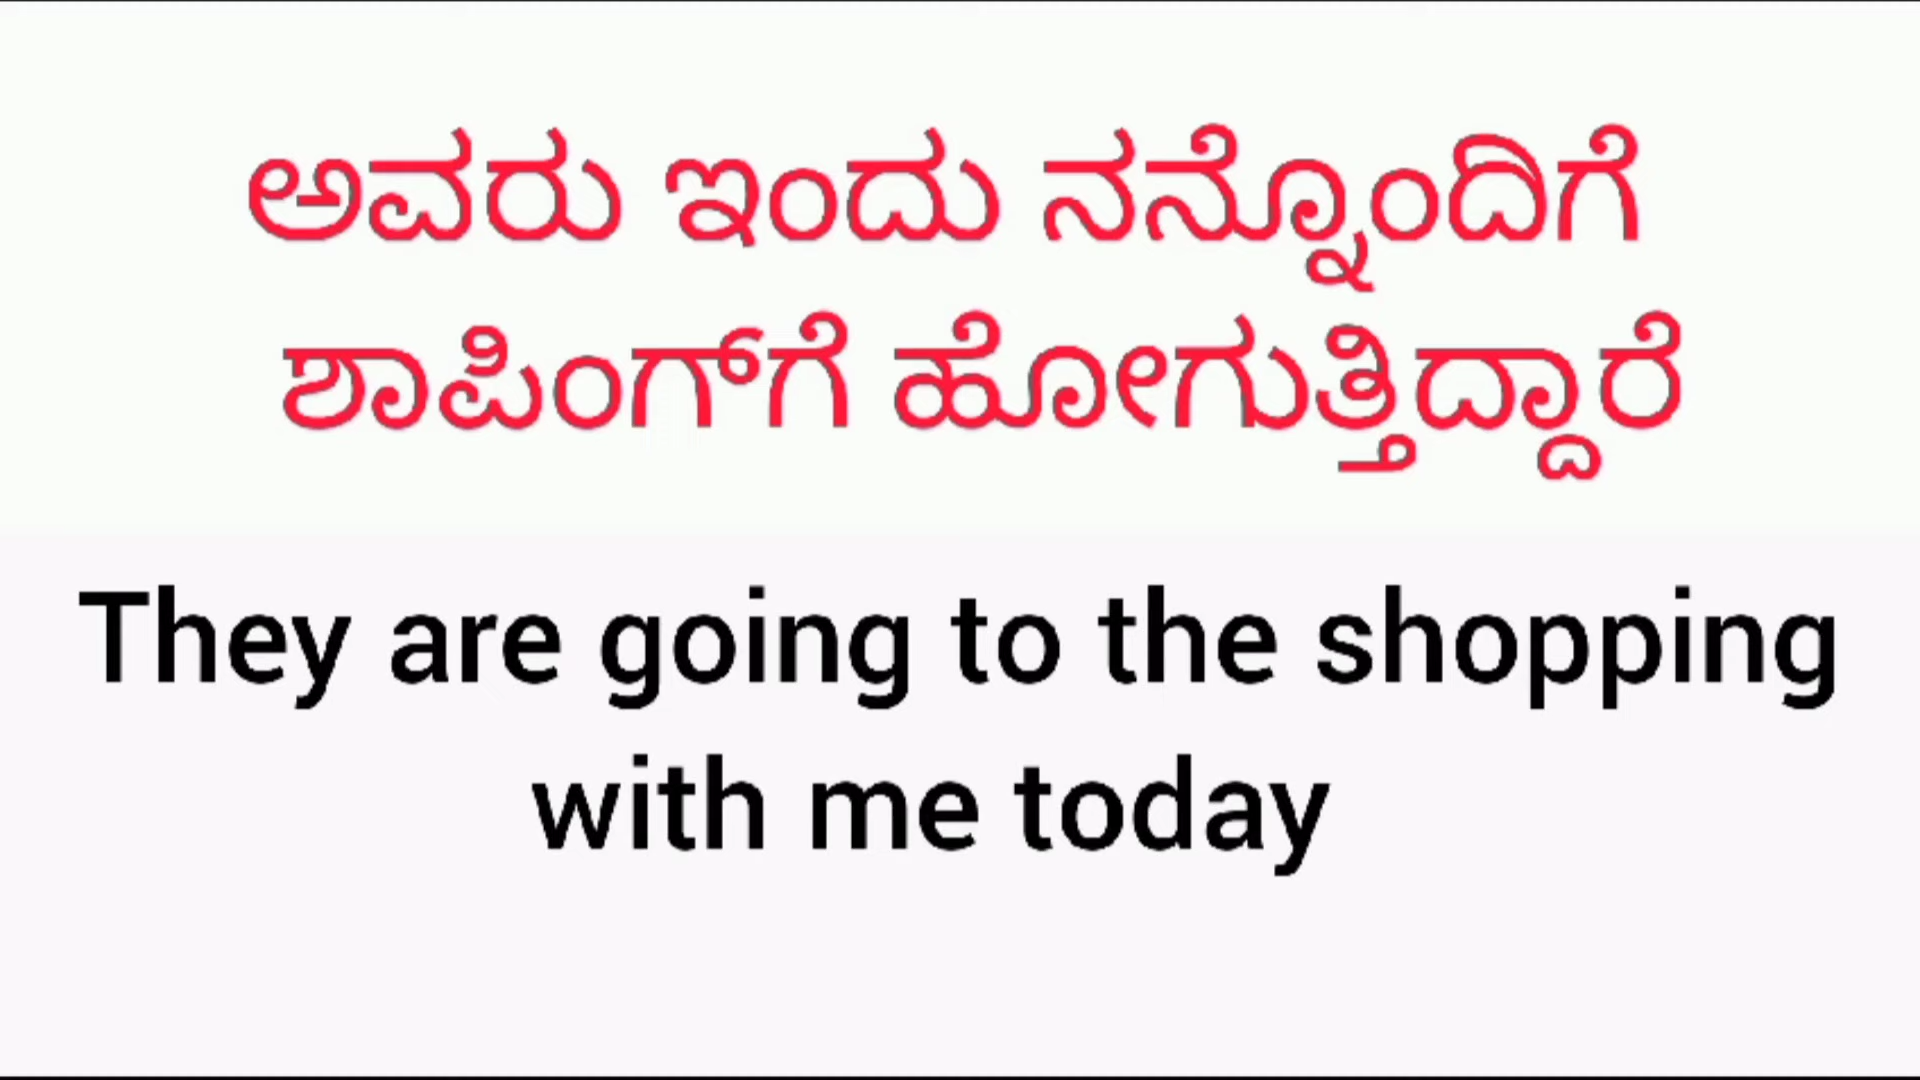 ಅವರು ಇಂದು ನನ್ನೊಂದಿಗೆ
ಶಾಪಿಂಗ್‌ಗೆ ಹೋಗುತ್ತಿದ್ದಾರೆ
They are going to the shopping
with me today